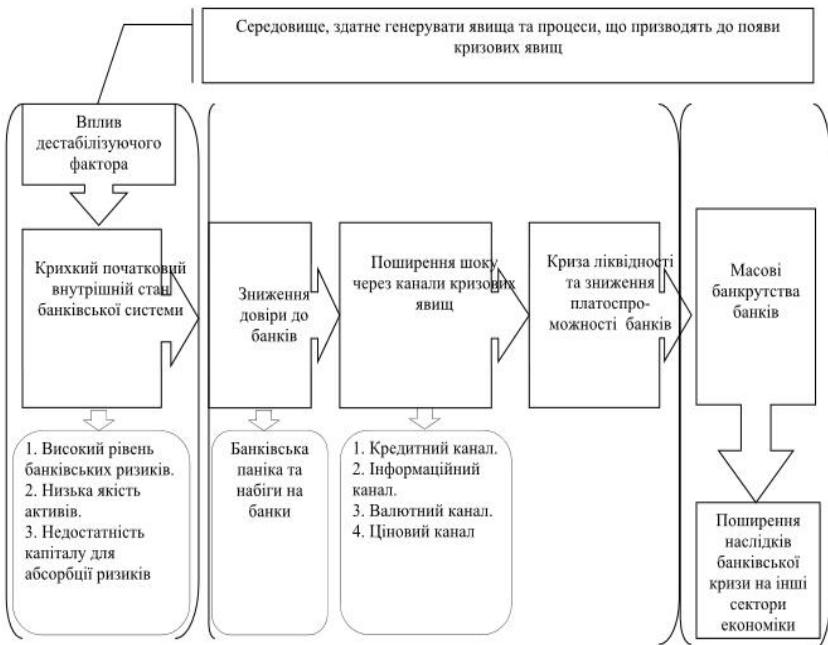 Середовище, здатне генерувати явища та процеси, що призводять до появи
кризових явищ
Вплив
дестабілізуючого
фактора
Крихкий початковий
внутрішній стан
банківської системи
Зниження
довіри до
банків
Поширення шоку
через канали кризових
явищ
Криза ліквідності
та зниження
платоспро-
можності банків
Масові
банкрутства
банків
1. Високий рівень
банківських ризиків.
2. Низька якість
активів.
3. Недостатність
капіталу для
абсорбції ризиків
Банківська
паніка та
набіги на
банки
1. Кредитний канал.
2. Інформаційний
канал.
3. Валютний канал.
4. Ціновий канал
Поширення
наслідків
банківської
кризи на інші
сектори
економіки